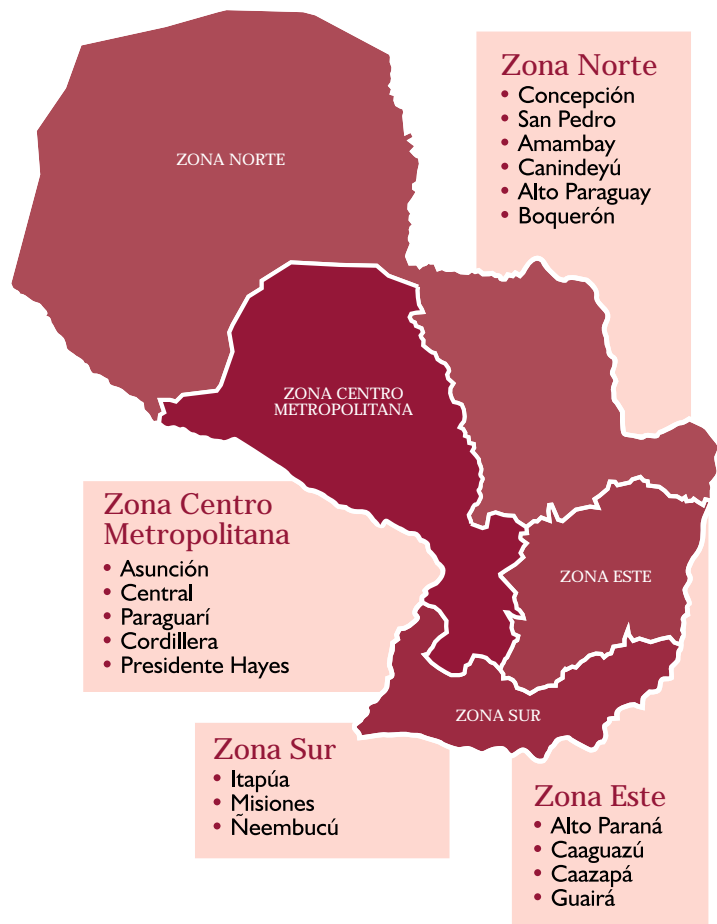 Zona Norte
• Concepción
• San Pedro
• Amambay
• Canindeyú
• Alto Paraguay
• Boquerón
ZONA NORTE
ZONA CENTRO
METROPOLITANA
Zona Centro
Metropolitana
• Asunción
• Central
• Paraguarí
• Cordillera
• Presidente Hayes
ZONA ESTE
ZONA SUR
Zona Sur
• Itapúa
• Misiones
• Ñeembucú
Zona Este
• Alto Paraná
• Caaguazú
• Caazapá
• Guairá